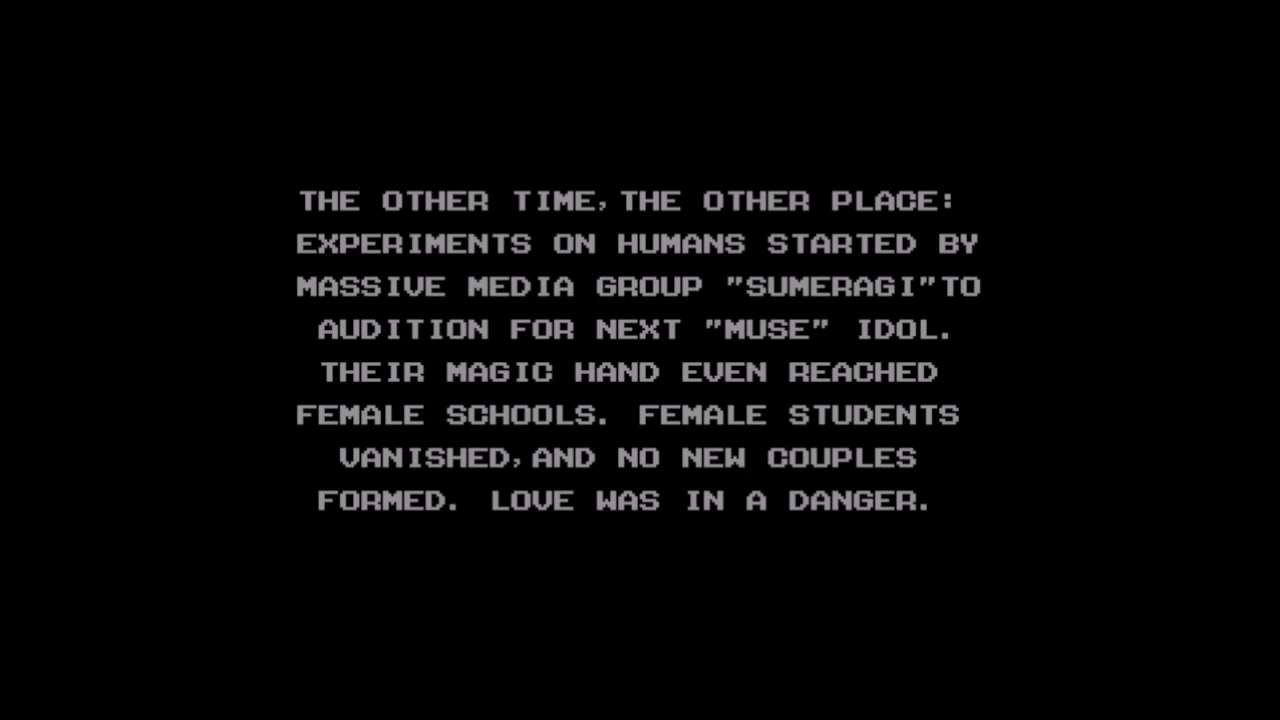 THE OTHER TIME, THE OTHER PLACE:
EXPERIMENTS ON HUMANS STARTED BY
MASSIVE MEDIA GROUP "SUMERAGI"TO
AUDITION FOR NEXT "MUSE" IDOL.
THEIR MAGIC HAND EVEN REACHED
FEMALE SCHOOLS. FEMALE STUDENTS
VANISHED,AND NO NEW COUPLES
FORMED. LOVE WAS IN A DANGER.